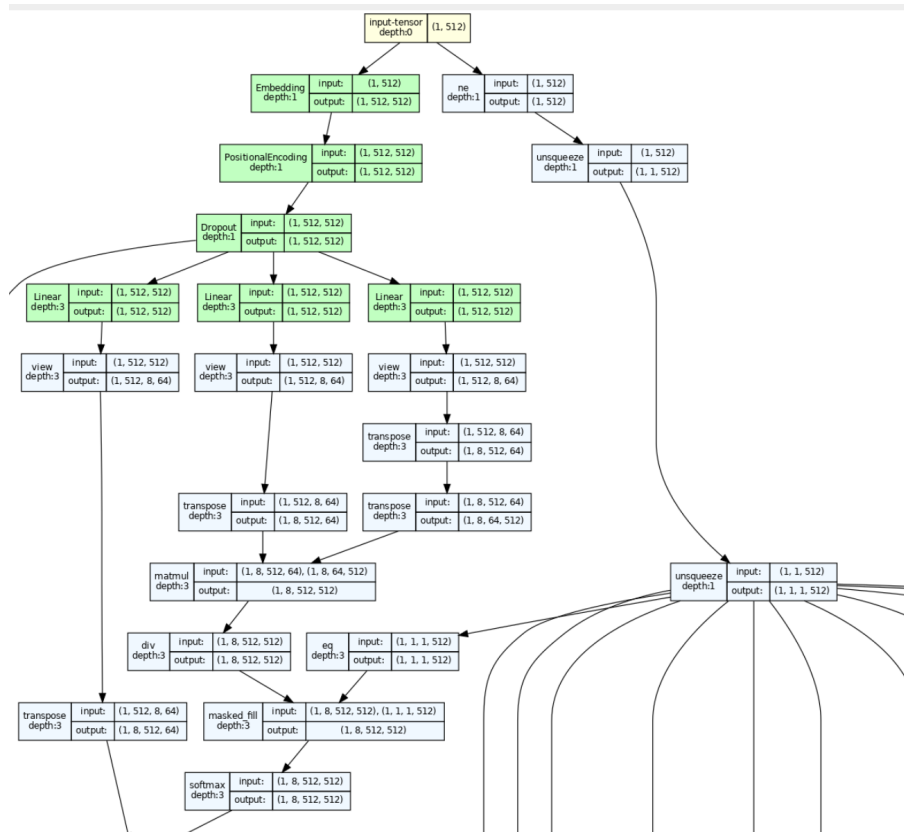 input-tensor
depth:0
(1, 512)
Embedding
depth:1
input:
(1, 512)
output:
(1, 512, 512)
ne
depth:1
input:
(1, 512)
output:
(1, 512)
PositionalEncoding
depth:1
input:
(1, 512, 512)
output:
(1, 512, 512)
unsqueeze
depth:1
input:
(1, 512)
output:
(1, 1, 512)
Dropout
depth:1
input:
(1, 512, 512)
output:
(1, 512, 512)
Linear
depth:3
input:
(1, 512, 512)
output:
(1, 512, 512)
Linear
depth:3
input:
(1, 512, 512)
output:
(1, 512, 512)
Linear
depth:3
input:
(1, 512, 512)
output:
(1, 512, 512)
view
depth:3
input:
(1, 512, 512)
output:
(1, 512, 8, 64)
view
depth:3
input:
(1, 512, 512)
output:
(1, 512, 8, 64)
view
depth:3
input:
(1, 512, 512)
output:
(1, 512, 8, 64)
transpose
depth:3
input:
(1, 512, 8, 64)
output:
(1, 8, 512, 64)
transpose
depth:3
input:
(1, 512, 8, 64)
output:
(1, 8, 512, 64)
transpose
depth:3
input:
(1, 8, 512, 64)
output:
(1, 8, 64, 512)
matmul
depth:3
input:
(1, 8, 512, 64), (1, 8, 64, 512)
output:
(1, 8, 512, 512)
unsqueeze
depth:1
input:
(1, 1, 512)
output:
(1, 1, 1, 512)
div
depth:3
input:
(1, 8, 512, 512)
output:
(1, 8, 512, 512)
eq
depth:3
input:
(1, 1, 1, 512)
output:
(1, 1, 1, 512)
transpose
depth:3
input:
(1, 512, 8, 64)
output:
(1, 8, 512, 64)
masked_fill
depth:3
input:
(1, 8, 512, 512), (1, 1, 1, 512)
output:
(1, 8, 512, 512)
softmax
depth:3
input:
(1, 8, 512, 512)
output:
(1, 8, 512, 512)